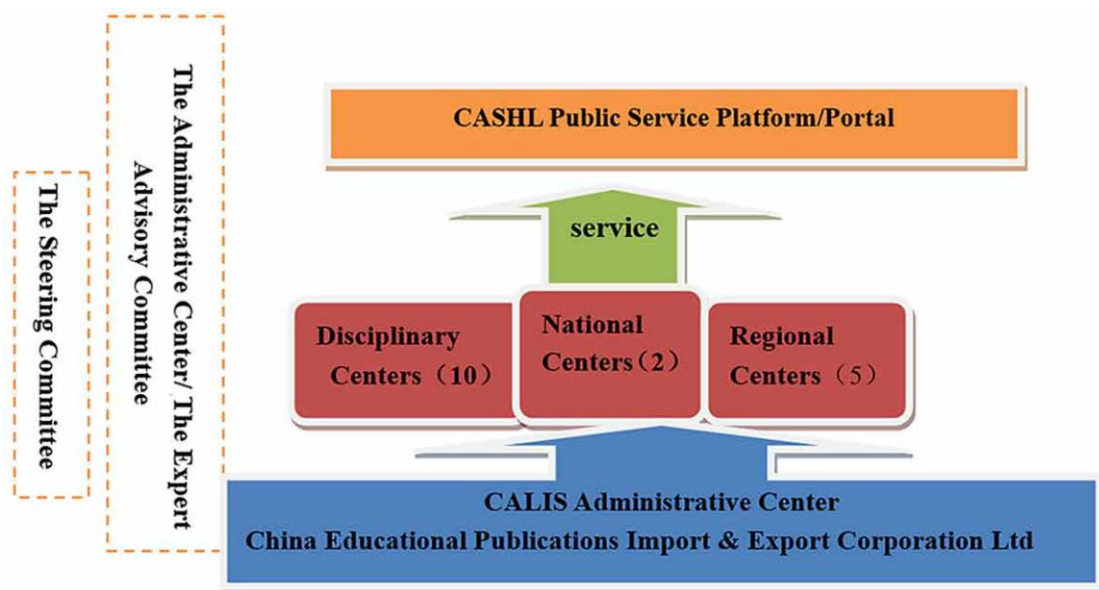 The Steering Committee
The Administrative Center/ The Expert
Advisory Committee
CASHL Public Service Platform/Portal
service
Disciplinary
Centers（10）
National
Centers（2）
Regional
Centers（5）
CALIS Administrative Center
China Educational Publications Import & Export Corporation Ltd